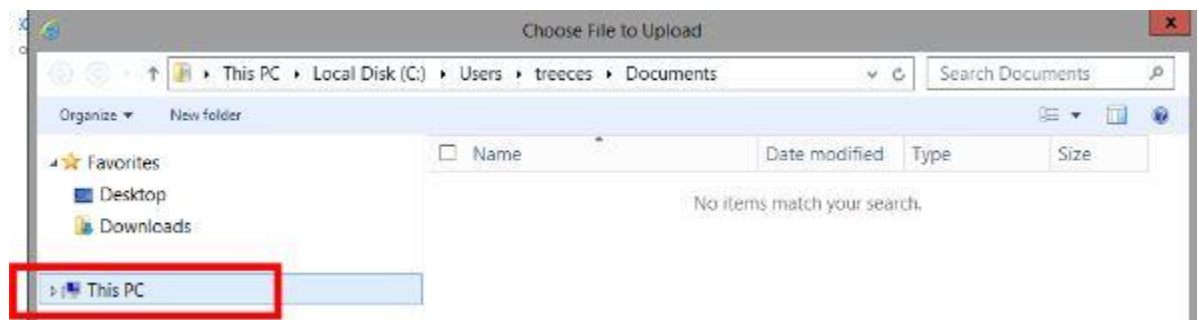 Choose File to Upload
This PC Local Disk (C:) Users treeces Documents Search Documents
Organize New folder
Favorites
Desktop
Downloads
This PC
Name Date modified Type Size
No items match your search.